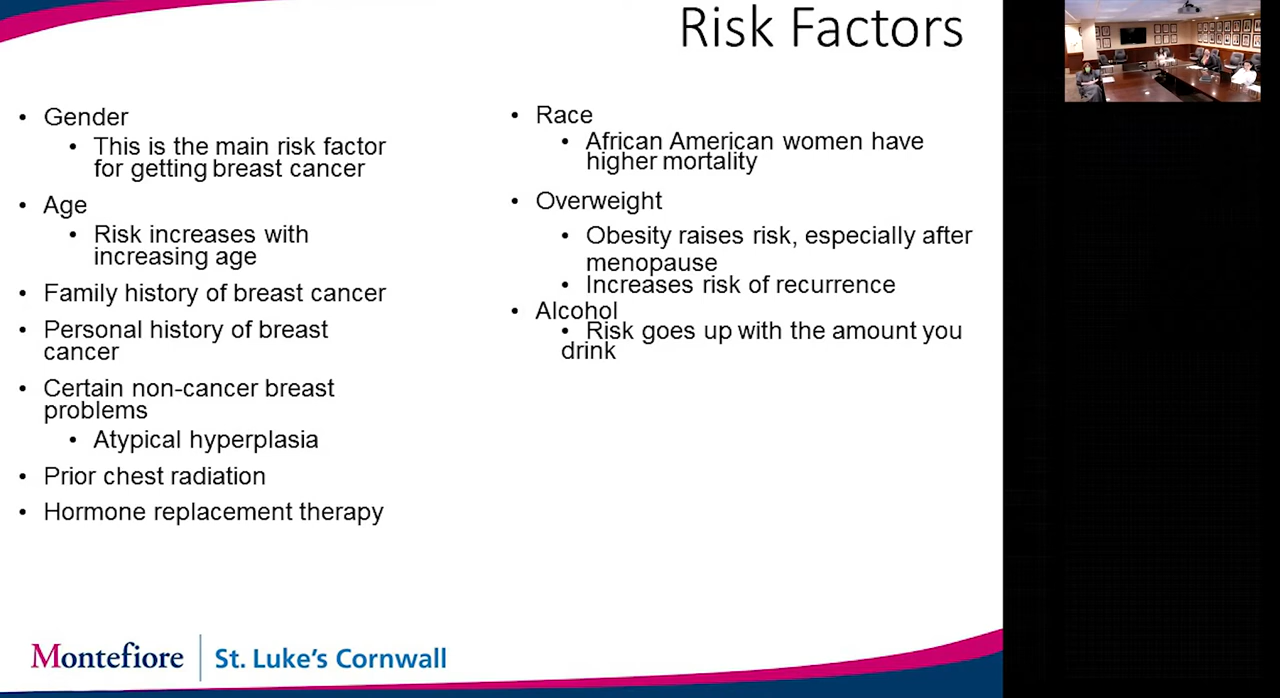 Risk Factors
• Gender
• This is the main risk factor
for getting breast cancer
• Age
• Risk increases with
increasing age
• Family history of breast cancer
• Personal history of breast
cancer
• Certain non-cancer breast
problems
• Atypical hyperplasia
• Prior chest radiation
• Hormone replacement therapy
• Race
• African American women have
higher mortality
• Overweight
• Obesity raises risk, especially after
menopause
• Increases risk of recurrence
• Alcohol
• Risk goes up with the amount you
drink
Montefiore
St. Luke's Cornwall